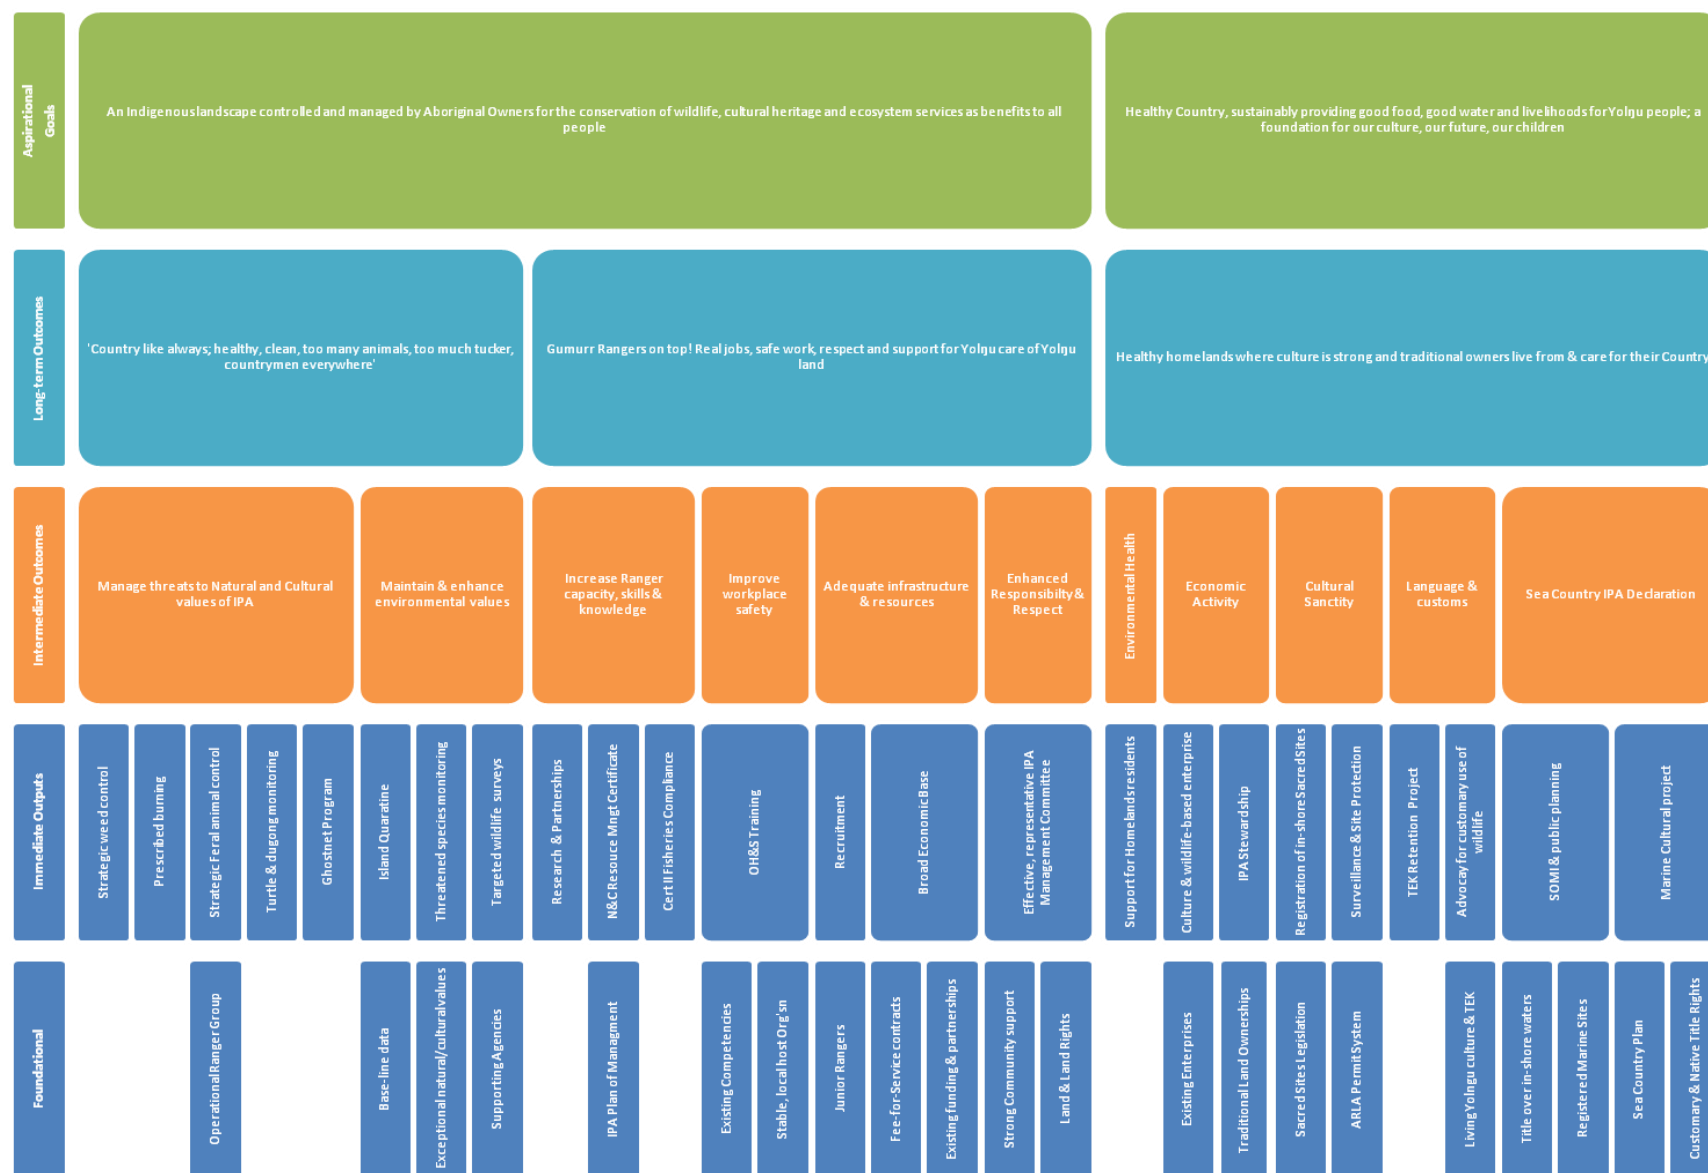 Aspirational
Goals
An Indigenous landscape controlled and managed by Aboriginal Owners for the conservation of wildlife, cultural heritage and ecosystem services as benefits to all
people
Healthy Country, sustainably providing good food, good water and livelihoods for Yolŋu people; a
foundation for our culture, our future, our children
Long-term Outcomes
'Country like always; healthy, clean, too many animals, too much tucker,
countrymen everywhere'
Gumurr Rangers on top! Real jobs, safe work, respect and support for Yolŋu care of Yolŋu
land
Healthy homelands where culture is strong and traditional owners live from & care for their Country
Intermediate Outcomes
Manage threats to Natural and Cultural
values of IPA
Maintain & enhance
environmental values
Increase Ranger
capacity, skills &
knowledge
Improve
workplace
safety
Adequate infrastructure
& resources
Enhanced
Responsibilty &
Respect
Environmental Health
Economic
Activity
Cultural
Sanctity
Language &
customs
Sea Country IPA Declaration
Immediate Outputs
Strategic weed control
Prescribed burning
Strategic Feral animal control
Turtle & dugong monitoring
Ghostnet Program
Island Quaratine
Threatened species monitoring
Targeted wildlife surveys
Research & Partnerships
N&C Resouce Mngt Certificate
Cert II Fisheries Compliance
OH&S Training
Recruitment
Broad Economic Base
Effective, representative IPA
Management Committee
Support for Homelands residents
Culture & wildlife-based enterprise
IPA Stewardship
Registration of in-shore Sacred Sites
Surveillance & Site Protection
TEK Retention Project
Advocay for customary use of
wildlife
SOMI & public planning
Marine Cultural project
Foundational
Operational Ranger Group
Base-line data
Exceptional natural/cultural values
Supporting Agencies
IPA Plan of Managment
Existing Competencies
Stable, local host Org'sn
Junior Rangers
Fee-for-Service contracts
Existing funding & partnerships
Strong Community support
Land & Land Rights
Existing Enterprises
Traditional Land Ownerships
Sacred Sites Legislation
ARLA Permit System
Living Yolngu culture & TEK
Title over in-shore waters
Registered Marine Sites
Sea Country Plan
Customary & Native Title Rights